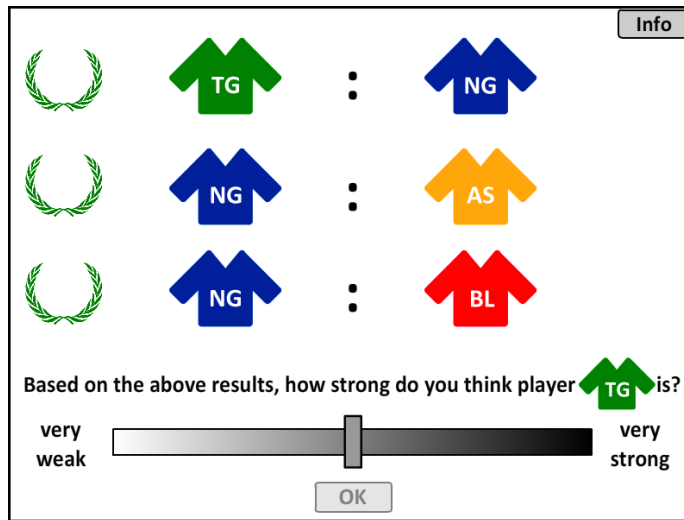 Info
TG : NG
NG : AS
NG : BL
Based on the above results, how strong do you think player TG is?
very weak
very strong
OK